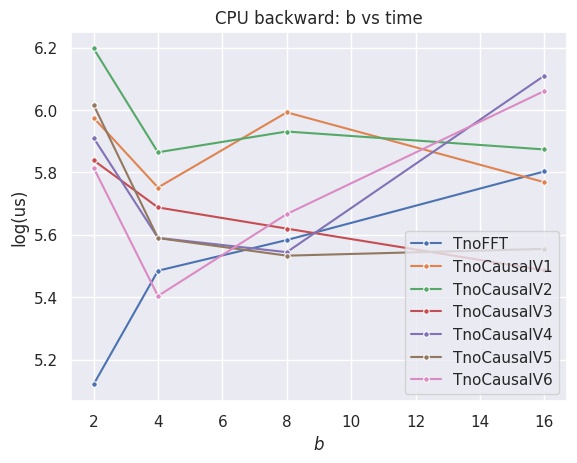 CPU backward: b vs time
log(us)
6.2
6.0
5.8
5.6
5.4
5.2
2 4 6 8 10 12 14 16
b
TnoFFT
TnoCausalV1
TnoCausalV2
TnoCausalV3
TnoCausalV4
TnoCausalV5
TnoCausalV6